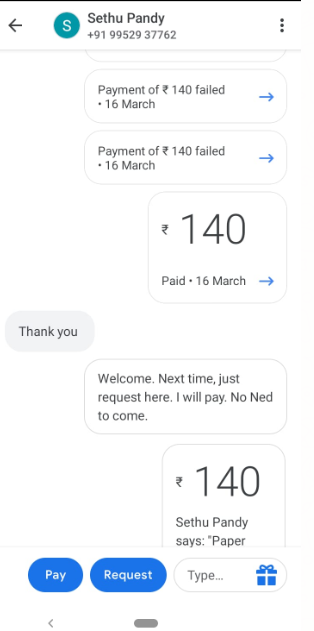 Sethu Pandy
+91 99529 37762
Payment of ₹ 140 failed
• 16 March
Payment of ₹ 140 failed
• 16 March
₹ 140
Paid • 16 March
Thank you
Welcome. Next time, just
request here. I will pay. No Ned
to come.
₹ 140
Sethu Pandy
says: "Paper
Pay
Request
Type...